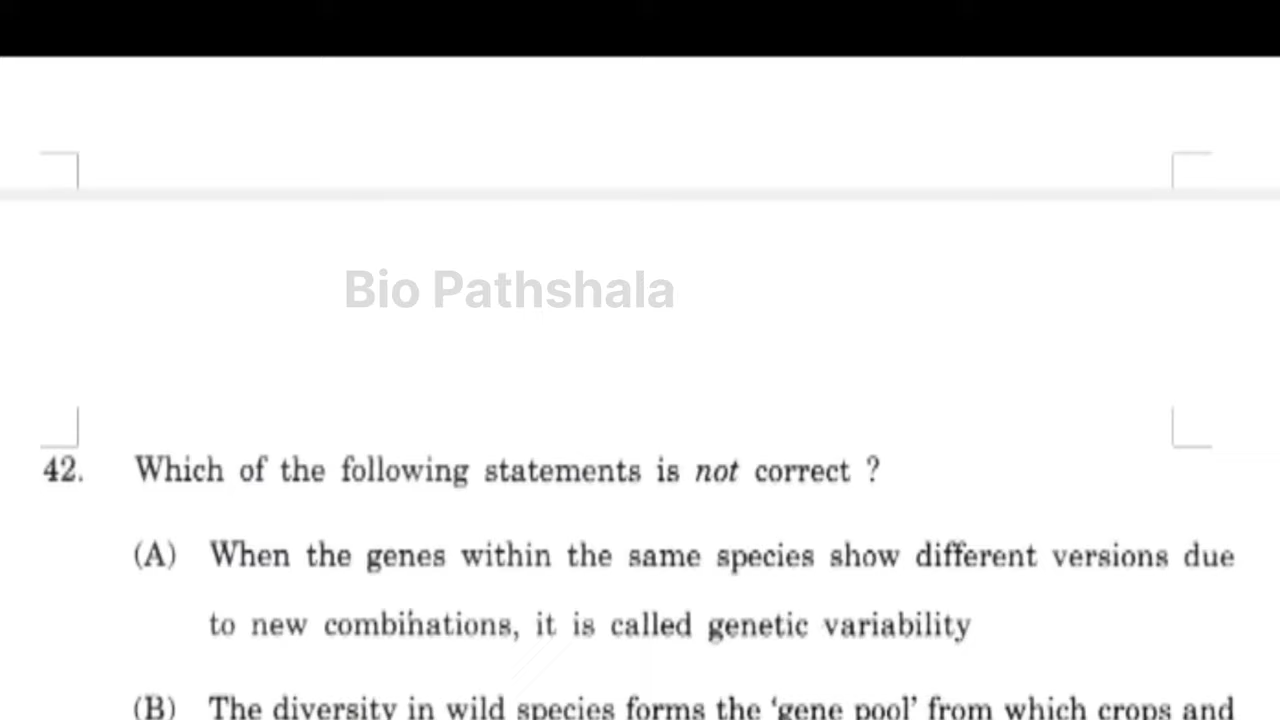 Bio Pathshala
42. Which of the following statements is not correct ?
(A) When the genes within the same species show different versions due
to new combinations, it is called genetic variability
(B) The diversity in wild species forms the ‘gene pool’ from which crops and